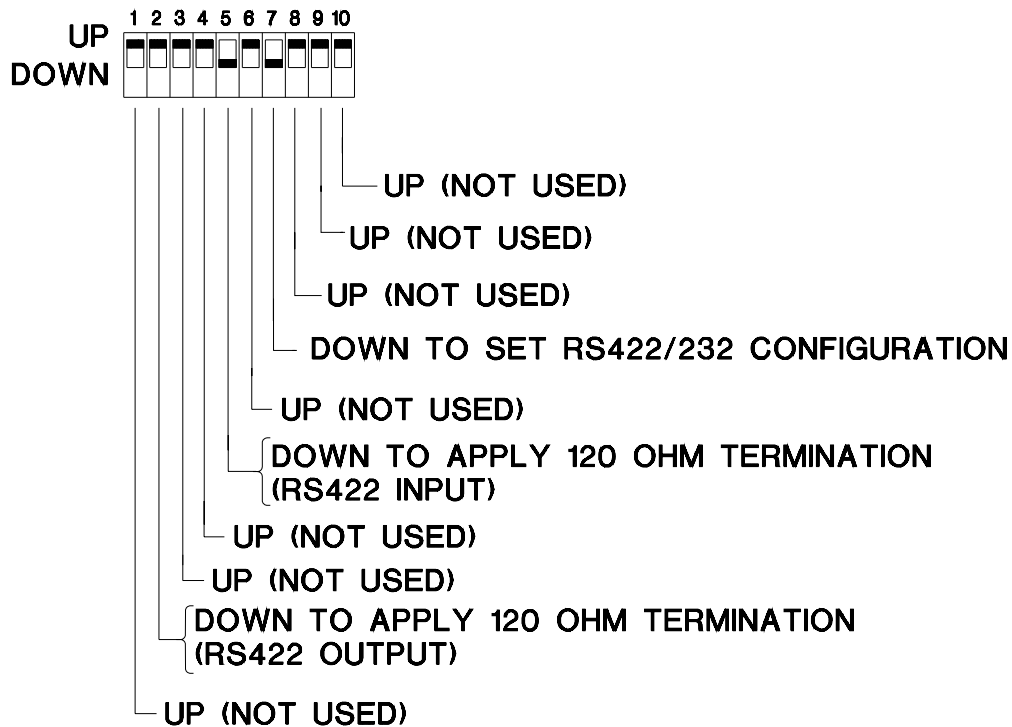 1 2 3 4 5 6 7 8 9 10
UP
DOWN
UP (NOT USED)
UP (NOT USED)
UP (NOT USED)
DOWN TO SET RS422/232 CONFIGURATION
UP (NOT USED)
DOWN TO APPLY 120 OHM TERMINATION
(RS422 INPUT)
UP (NOT USED)
UP (NOT USED)
DOWN TO APPLY 120 OHM TERMINATION
(RS422 OUTPUT)
UP (NOT USED)